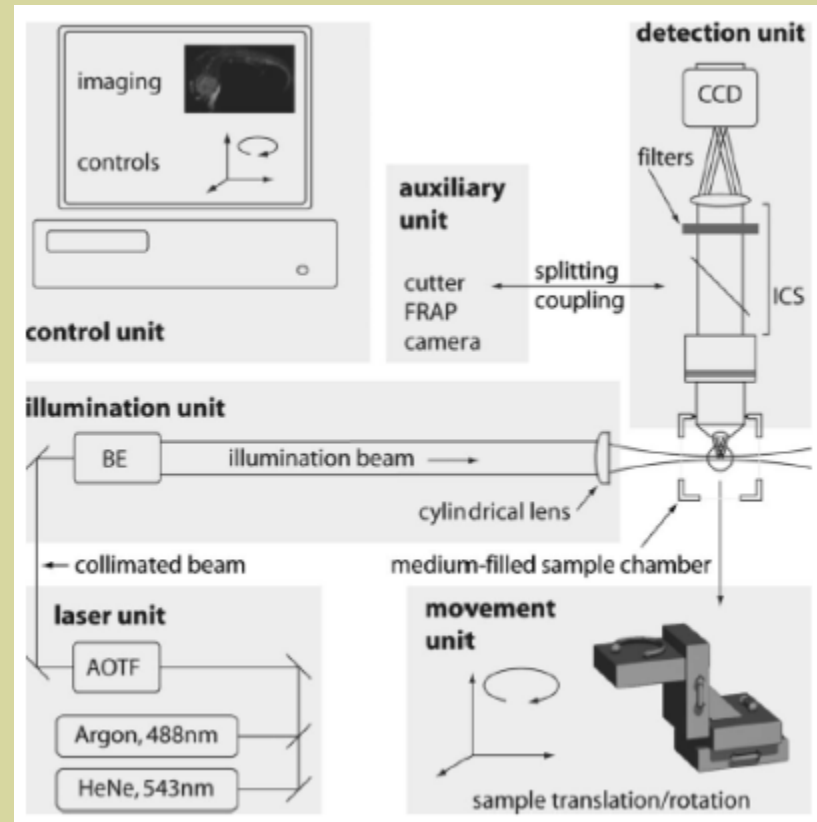 imaging
controls
control unit
detection unit
CCD
filters
ICS
auxiliary
unit
cutter
FRAP
camera
splitting
coupling
illumination unit
BE
illumination beam
cylindrical lens
collimated beam
medium-filled sample chamber
laser unit
AOTF
Argon, 488nm
HeNe, 543nm
movement
unit
sample translation/rotation